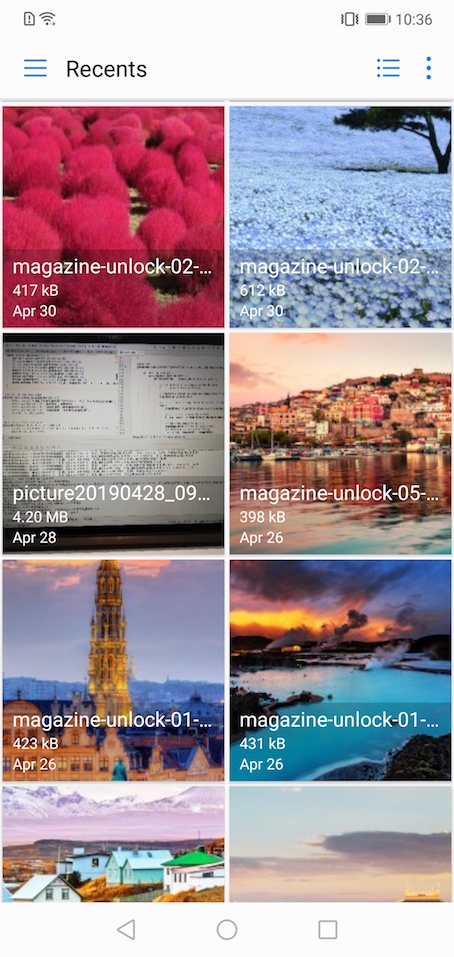 10:36
Recents
magazine-unlock-02-...
417 kB
Apr 30
magazine-unlock-02-...
612 kB
Apr 30
picture20190428_09...
4.20 MB
Apr 28
magazine-unlock-05-...
398 kB
Apr 26
magazine-unlock-01-...
423 kB
Apr 26
magazine-unlock-01-...
431 kB
Apr 26